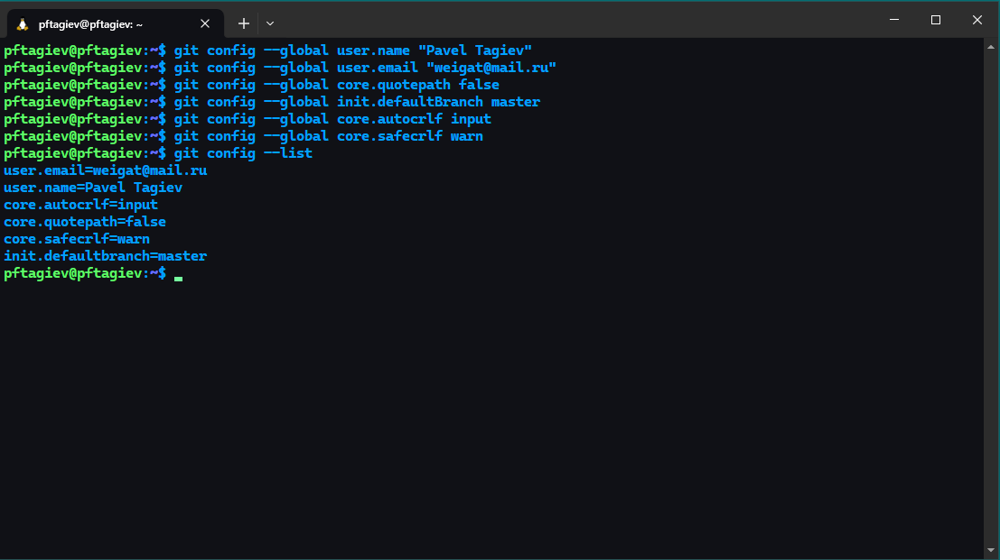 pftagiev@pftagiev: ~
pftagiev@pftagiev:~$ git config --global user.name "Pavel Tagiev"
pftagiev@pftagiev:~$ git config --global user.email "weigat@mail.ru"
pftagiev@pftagiev:~$ git config --global core.quotepath false
pftagiev@pftagiev:~$ git config --global init.defaultBranch master
pftagiev@pftagiev:~$ git config --global core.autocrlf input
pftagiev@pftagiev:~$ git config --global core.safecrlf warn
pftagiev@pftagiev:~$ git config --list
user.email=weigat@mail.ru
user.name=Pavel Tagiev
core.autocrlf=input
core.quotepath=false
core.safecrlf=warn
init.defaultbranch=master
pftagiev@pftagiev:~$